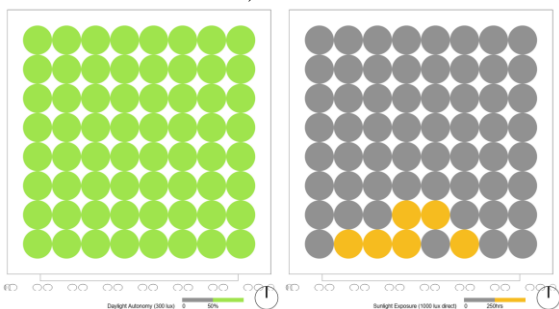 Daylight Autonomy (300 lux)
0
50%
Sunlight Exposure (1000 lux direct)
0
250hrs